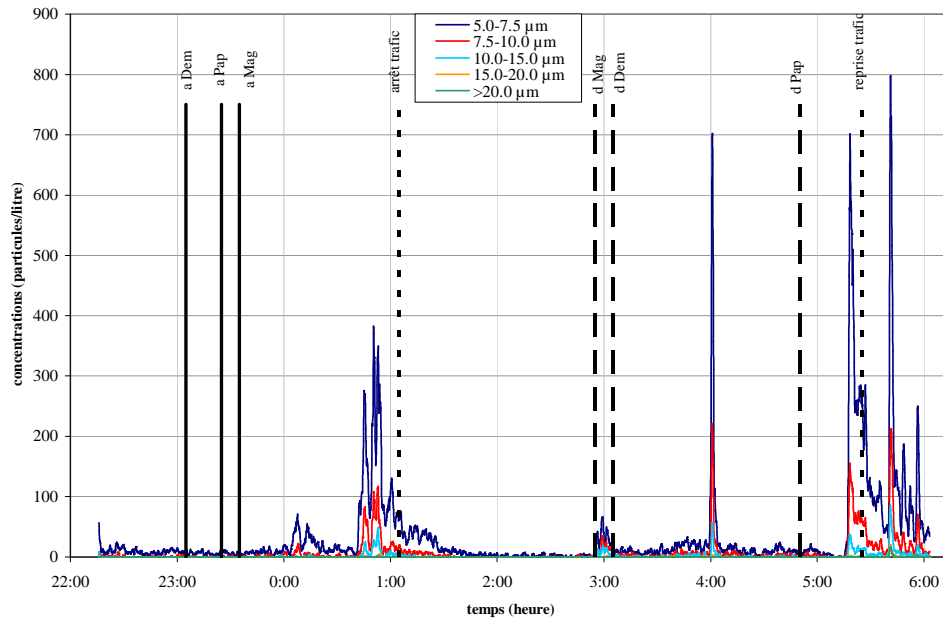 900
800
700
600
500
400
300
200
100
0
concentrations (particules/litre)
5.0-7.5 µm
7.5-10.0 µm
10.0-15.0 µm
15.0-20.0 µm
>20.0 µm
a Dem
a Pap
a Mag
arrêt trafic
d Mag
d Dem
d Pap
reprise trafic
22:00
23:00
0:00
1:00
2:00
3:00
4:00
5:00
6:00
temps (heure)